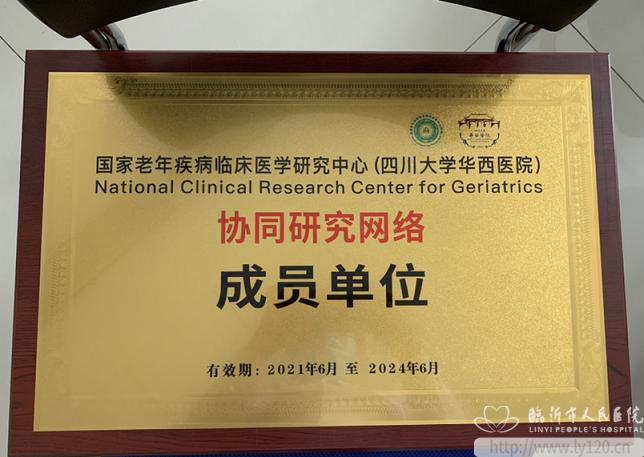 国家老年疾病临床医学研究中心(四川大学华西医院)
National Clinical Research Center for Geriatrics
协同研究网络
成员单位
有效期：2021年6月 至 2024年6月
临沂市人民医院
LINYI PEOPLE'S HOSPITAL
http://www.ly120.cn